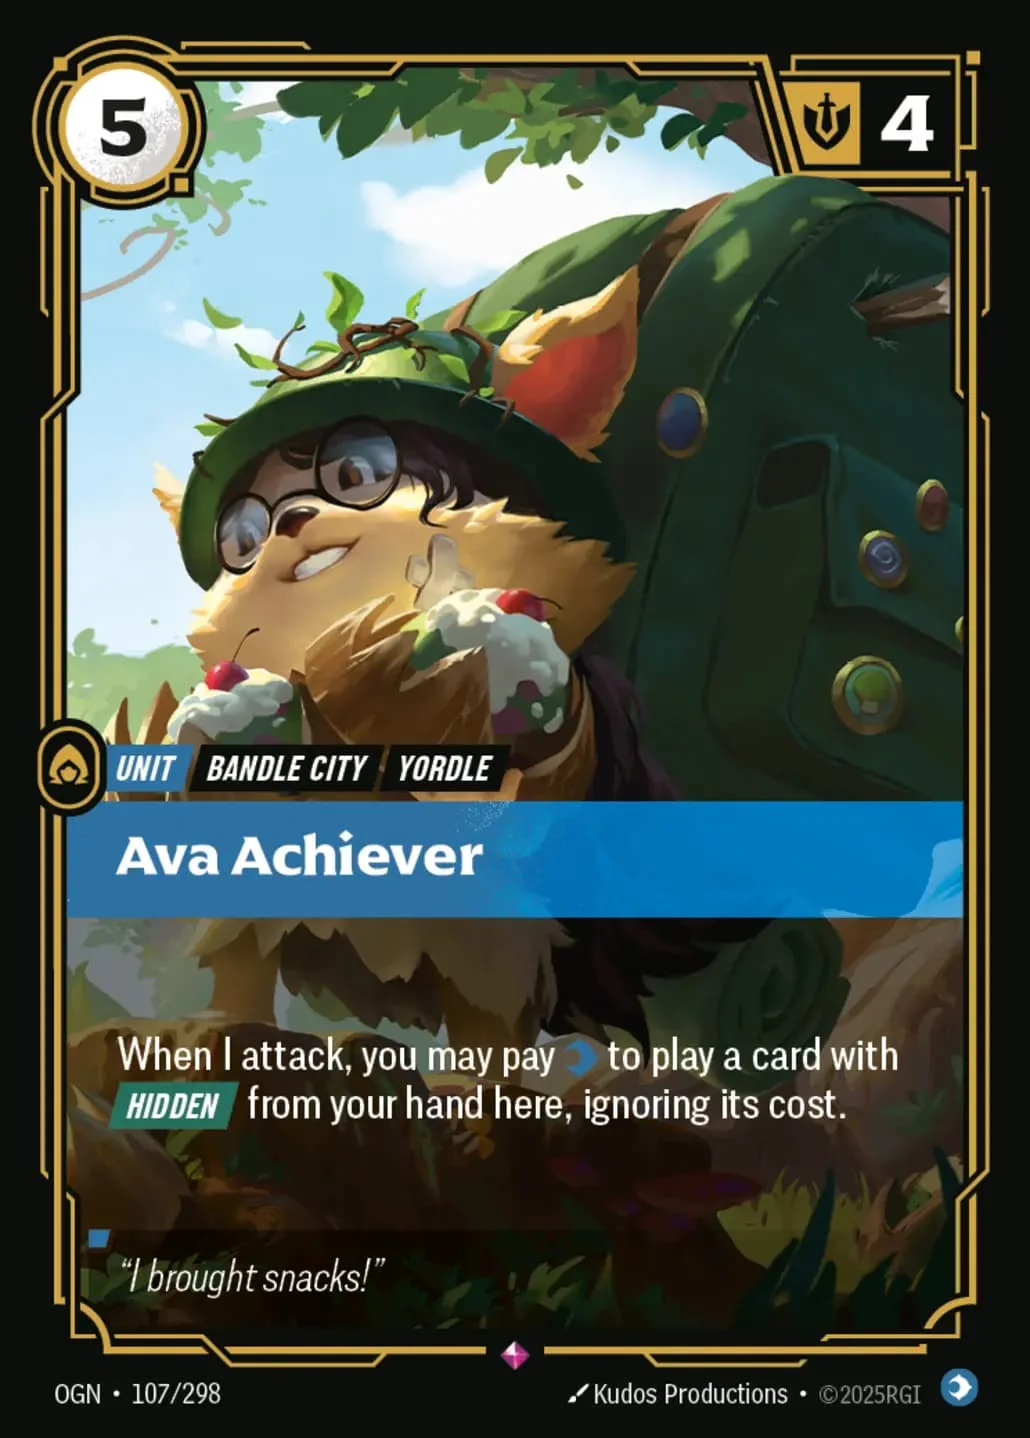 5
4
UNIT BANDLE CITY YORDLE
Ava Achiever
When I attack, you may pay to play a card with
HIDDEN from your hand here, ignoring its cost.
“I brought snacks!”
OGN • 107/298
Kudos Productions • ©2025RGI